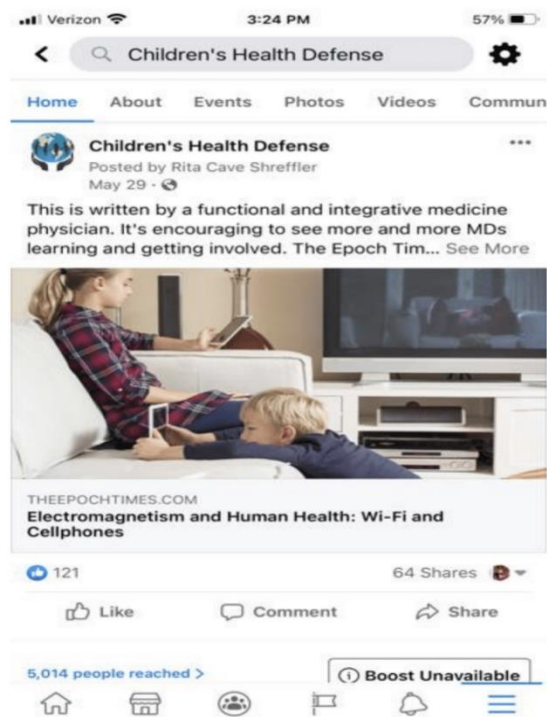 Verizon 3:24 PM 57%
Children's Health Defense
Home About Events Photos Videos Commun
Children's Health Defense
Posted by Rita Cave Shreffler
May 29 ·
This is written by a functional and integrative medicine
physician. It's encouraging to see more and more MDs
learning and getting involved. The Epoch Tim... See More
THEEPOCHTIMES.COM
Electromagnetism and Human Health: Wi-Fi and
Cellphones
121 64 Shares
Like Comment Share
5,014 people reached > Boost Unavailable